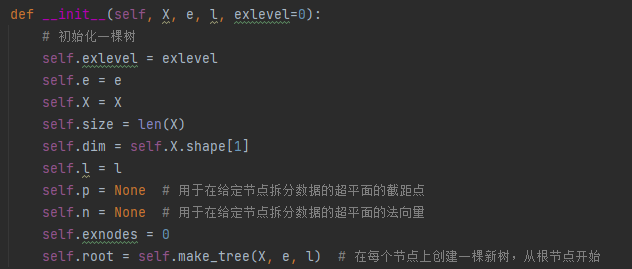 def __init__(self, X, e, l, exlevel=0):
# 初始化一棵树
self.exlevel = exlevel
self.e = e
self.X = X
self.size = len(X)
self.dim = self.X.shape[1]
self.l = l
self.p = None  # 用于在给定节点拆分数据的超平面的截距点
self.n = None  # 用于在给定节点拆分数据的超平面的法向量
self.exnodes = 0
self.root = self.make_tree(X, e, l)  # 在每个节点上创建一棵新树，从根节点开始